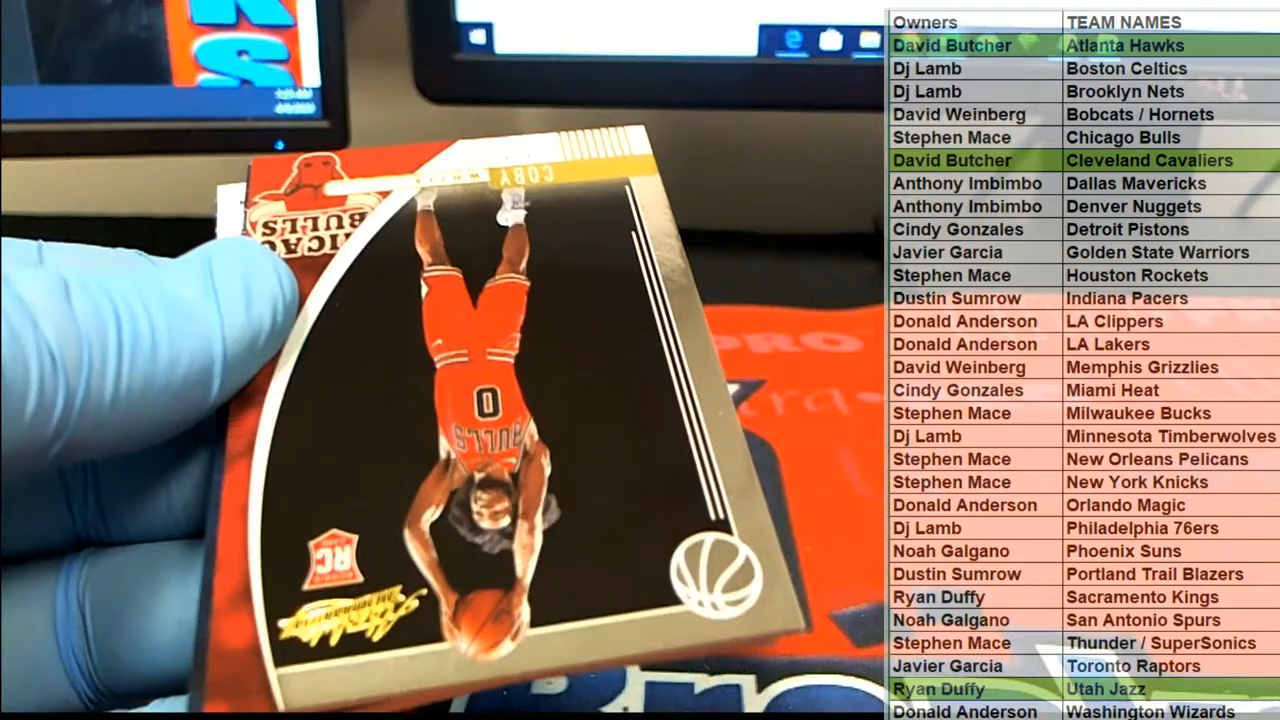 KS
COBY WHITE
CHICAGO
BULLS
BULLS
0
RC
Absolute
PRO
Owners TEAM NAMES
David Butcher Atlanta Hawks
Dj Lamb Boston Celtics
Dj Lamb Brooklyn Nets
David Weinberg Bobcats / Hornets
Stephen Mace Chicago Bulls
David Butcher Cleveland Cavaliers
Anthony Imbimbo Dallas Mavericks
Anthony Imbimbo Denver Nuggets
Cindy Gonzales Detroit Pistons
Javier Garcia Golden State Warriors
Stephen Mace Houston Rockets
Dustin Sumrow Indiana Pacers
Donald Anderson LA Clippers
Donald Anderson LA Lakers
David Weinberg Memphis Grizzlies
Cindy Gonzales Miami Heat
Stephen Mace Milwaukee Bucks
Dj Lamb Minnesota Timberwolves
Stephen Mace New Orleans Pelicans
Stephen Mace New York Knicks
Donald Anderson Orlando Magic
Dj Lamb Philadelphia 76ers
Noah Galgano Phoenix Suns
Dustin Sumrow Portland Trail Blazers
Ryan Duffy Sacramento Kings
Noah Galgano San Antonio Spurs
Stephen Mace Thunder / SuperSonics
Javier Garcia Toronto Raptors
Ryan Duffy Utah Jazz
Donald Anderson Washington Wizards